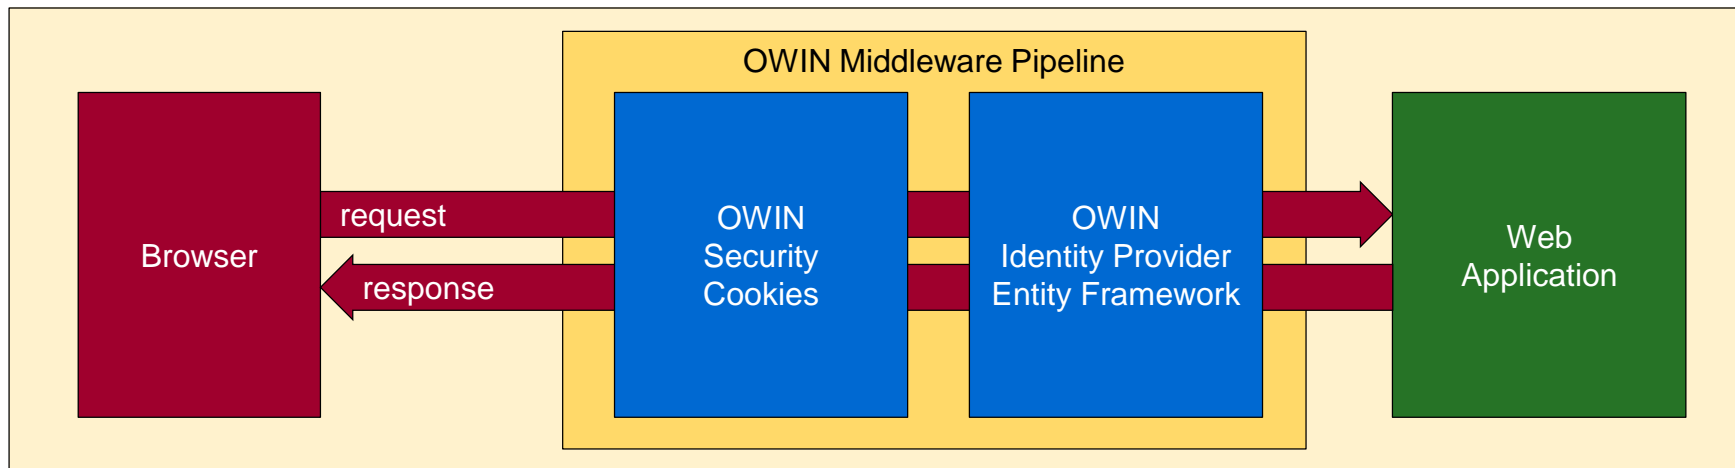 OWIN Middleware Pipeline
Browser
request
response
OWIN
Security
Cookies
OWIN
Identity Provider
Entity Framework
Web
Application